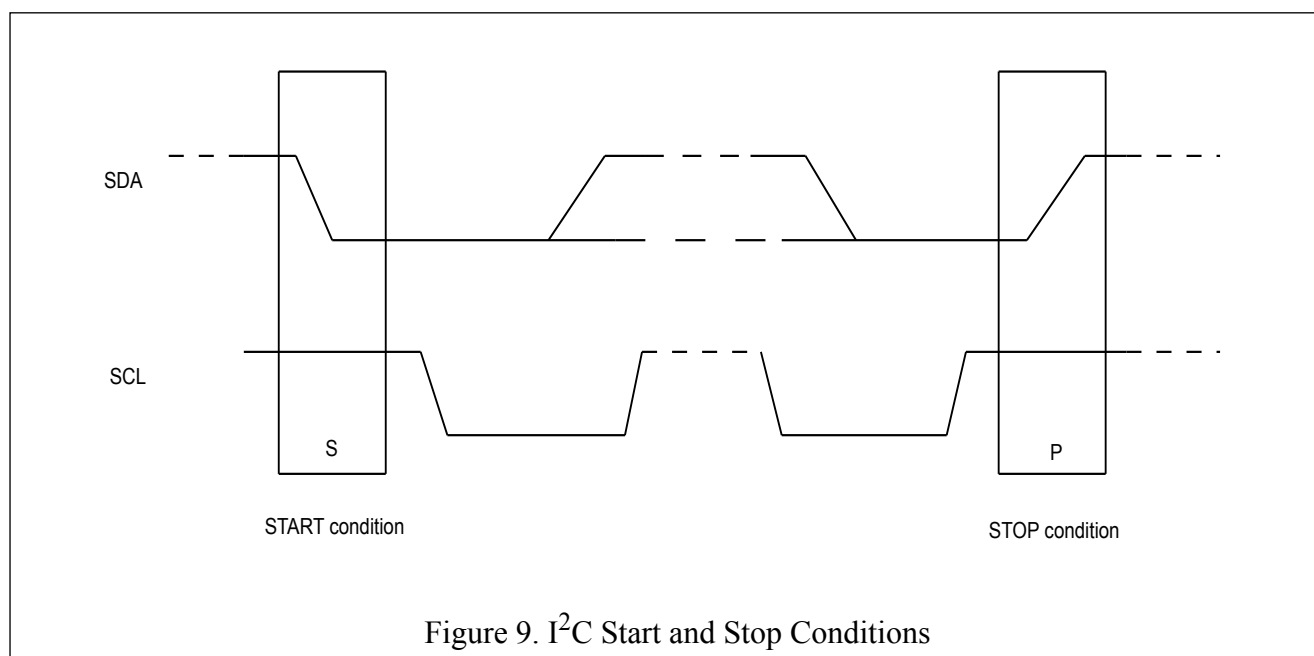 SDA
SCL
S
P
START condition
STOP condition
Figure 9. I²C Start and Stop Conditions